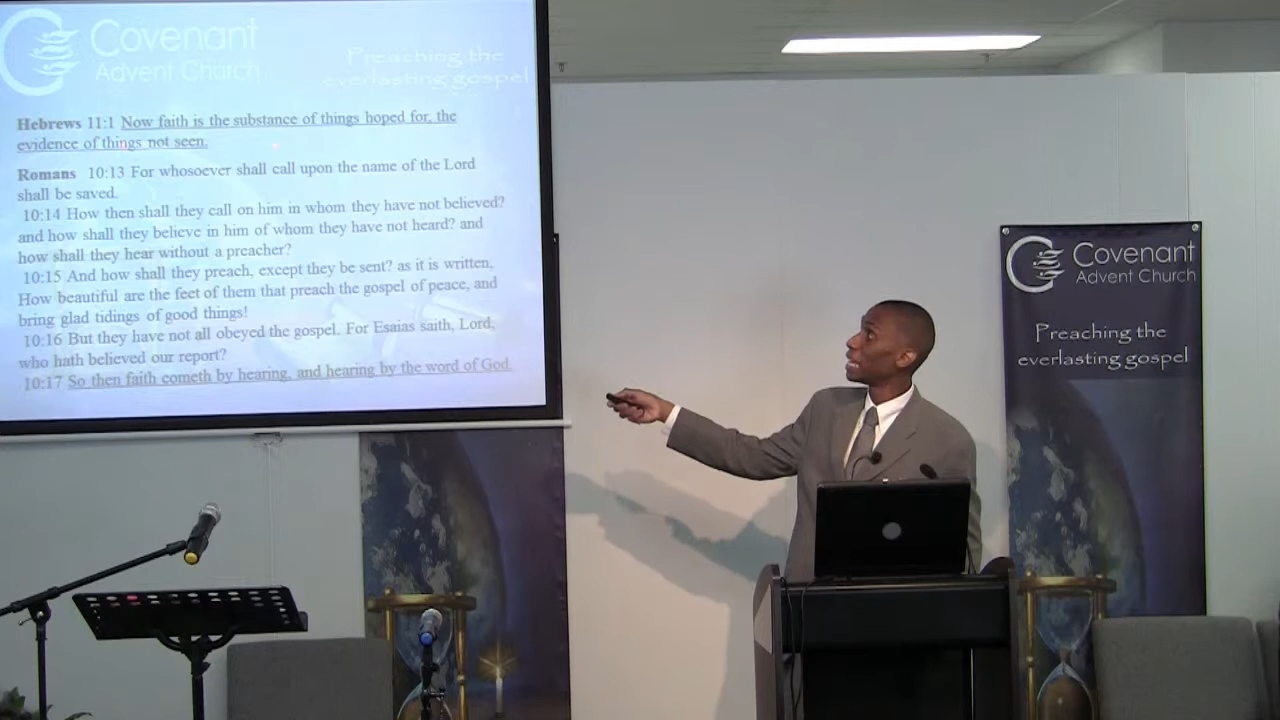 Covenant
Advent Church
Preaching the
everlasting gospel
Hebrews 11:1 Now faith is the substance of things hoped for, the
evidence of things not seen.
Romans 10:13 For whosoever shall call upon the name of the Lord
shall be saved.
10:14 How then shall they call on him in whom they have not believed?
and how shall they believe in him of whom they have not heard? and
how shall they hear without a preacher?
10:15 And how shall they preach, except they be sent? as it is written,
How beautiful are the feet of them that preach the gospel of peace, and
bring glad tidings of good things!
10:16 But they have not all obeyed the gospel. For Esaias saith, Lord,
who hath believed our report?
10:17 So then faith cometh by hearing, and hearing by the word of God.
Covenant
Advent Church
Preaching the
everlasting gospel